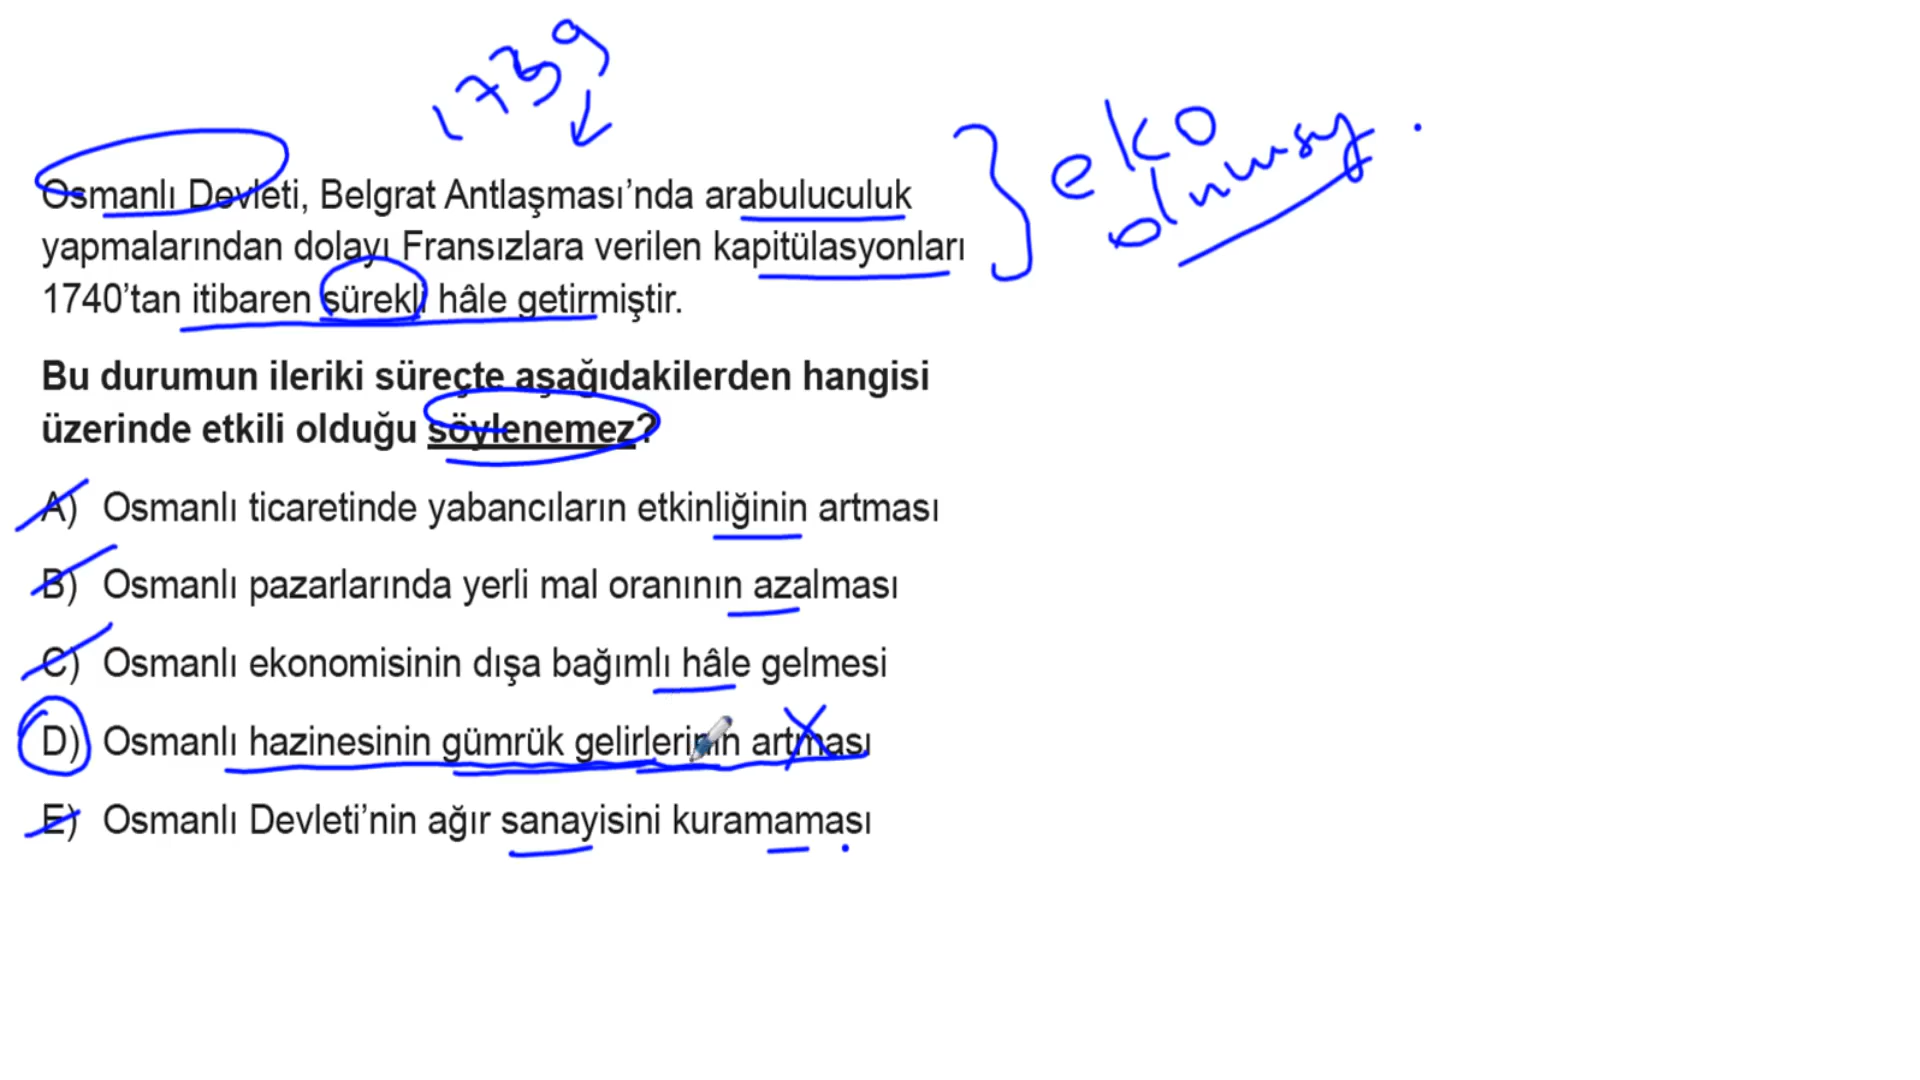 1739
eko
olumsuz.
Osmanlı Devleti, Belgrat Antlaşması’nda arabuluculuk
yapmalarından dolayı Fransızlara verilen kapitülasyonları
1740’tan itibaren sürekli hâle getirmiştir.
Bu durumun ileriki süreçte aşağıdakilerden hangisi
üzerinde etkili olduğu söylenemez?
A) Osmanlı ticaretinde yabancıların etkinliğinin artması
B) Osmanlı pazarlarında yerli mal oranının azalması
C) Osmanlı ekonomisinin dışa bağımlı hâle gelmesi
D) Osmanlı hazinesinin gümrük gelirlerinin artması
E) Osmanlı Devleti’nin ağır sanayisini kuramaması